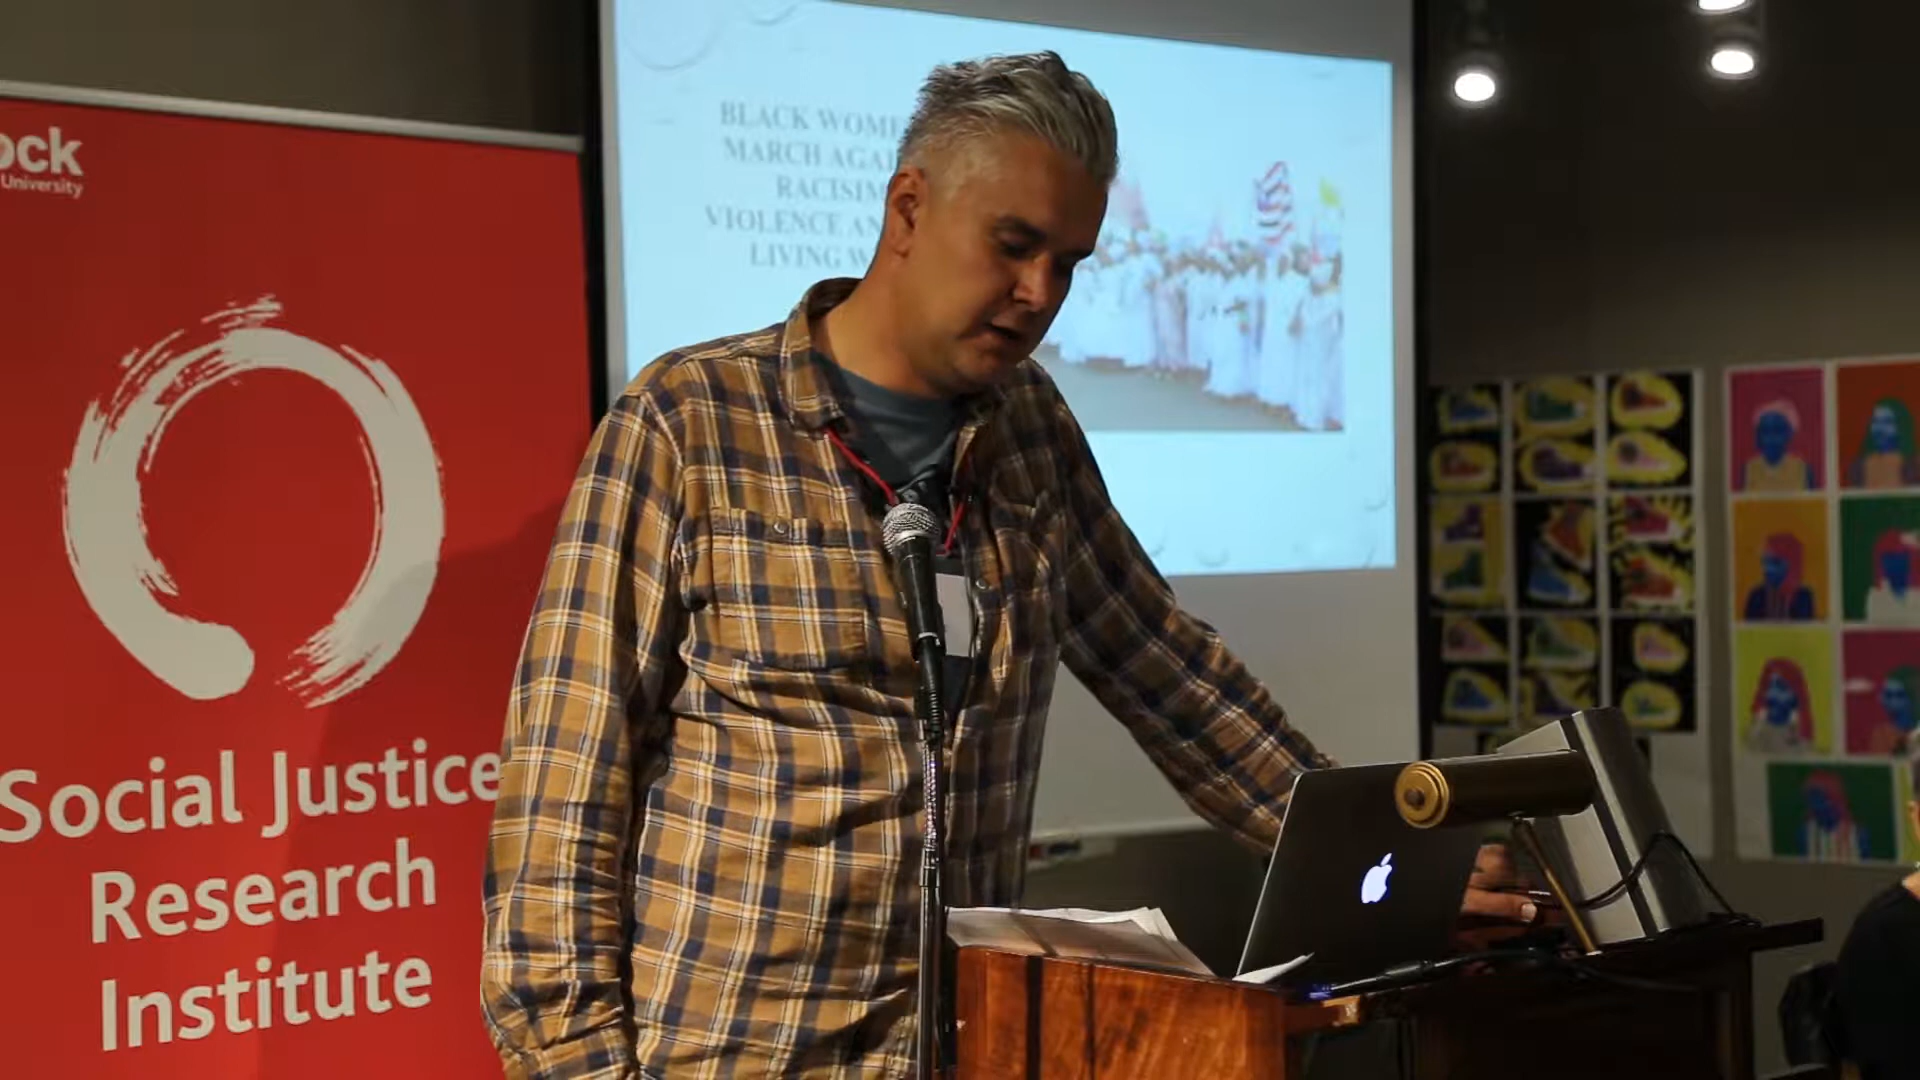 ock
University
Social Justice
Research
Institute
BLACK WOME
MARCH AGAI
RACISIM
VIOLENCE AN
LIVING W